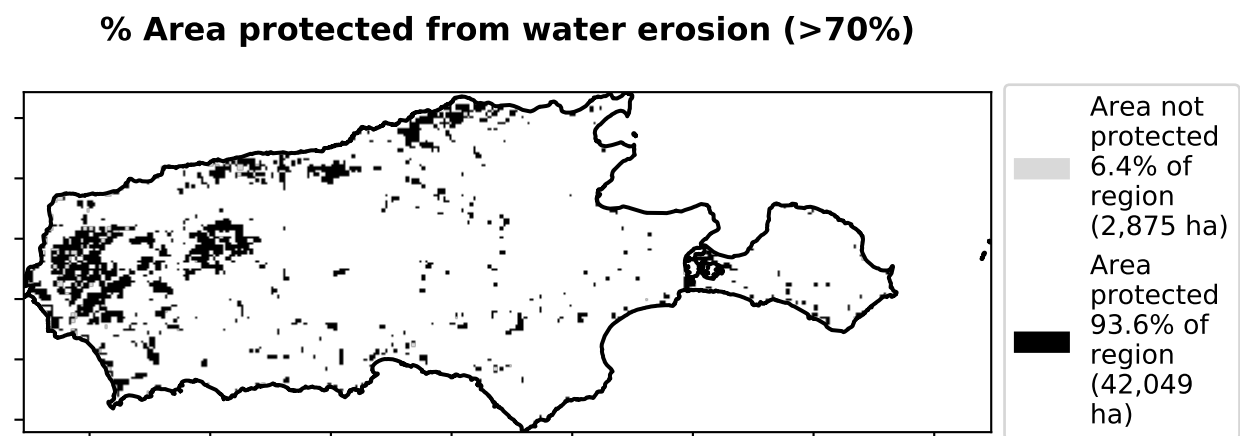 % Area protected from water erosion (>70%)
Area not
protected
6.4% of
region
(2,875 ha)
Area
protected
93.6% of
region
(42,049
ha)